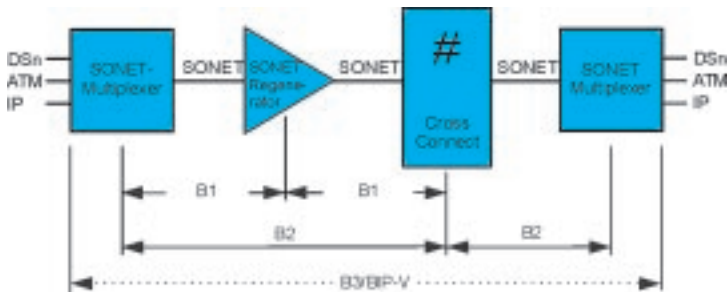 DSn
ATM
IP
SONET-
Multiplexer
SONET
SONET
Regene-
rator
SONET
#
Cross
Connect
SONET
SONET
Multiplexer
DSn
ATM
IP
B1
B1
B2
B2
B3/BIP-V